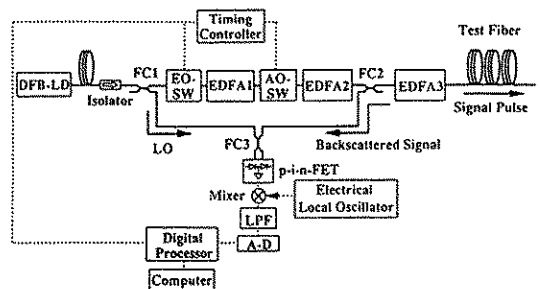 Timing
Controller
Test Fiber
FC1
EO-
SW
EDFA1
AO-
SW
EDFA2
FC2
EDFA3
DFB-LD
Isolator
Signal Pulse
LO
FC3
Backscattered Signal
p-i-n-FET
Mixer
Electrical
Local Oscillator
LPF
Digital
Processor
A-D
Computer